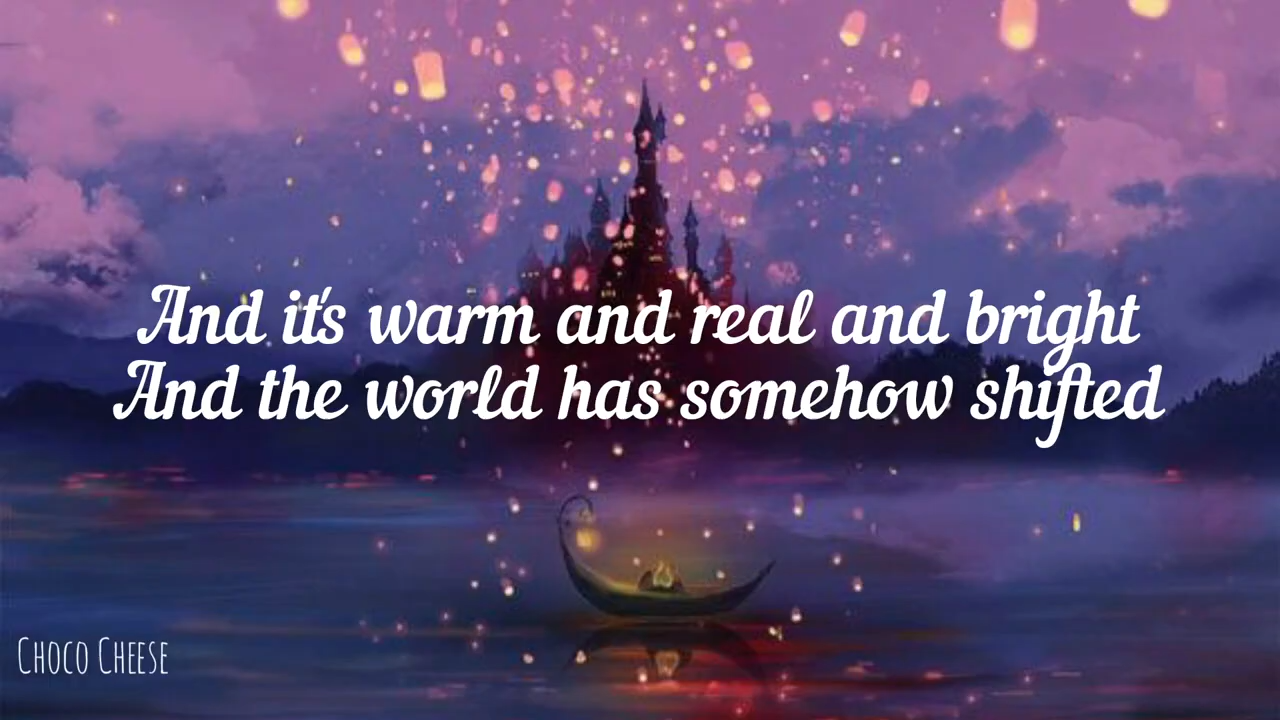 And it's warm and real and bright
And the world has somehow shifted
Choco Cheese